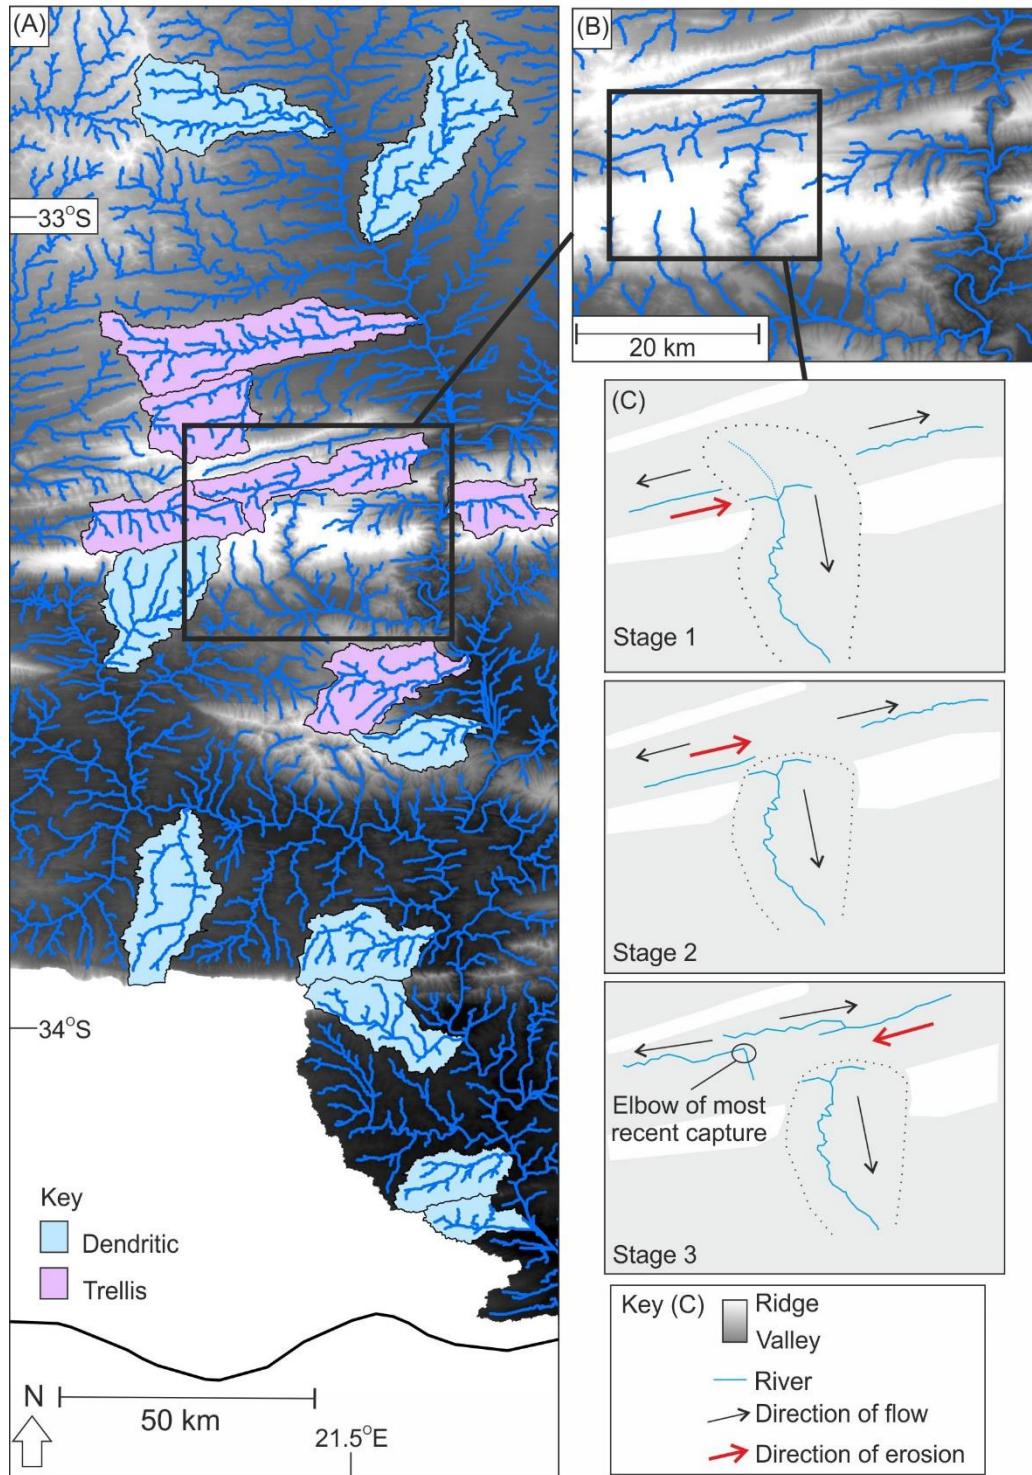 (A)
33°S
34°S
Key
Dendritic
Trellis
N
50 km
21.5°E
(B)
20 km
(C)
Stage 1
Stage 2
Elbow of most
recent capture
Stage 3
Key (C)
Ridge
Valley
River
Direction of flow
Direction of erosion